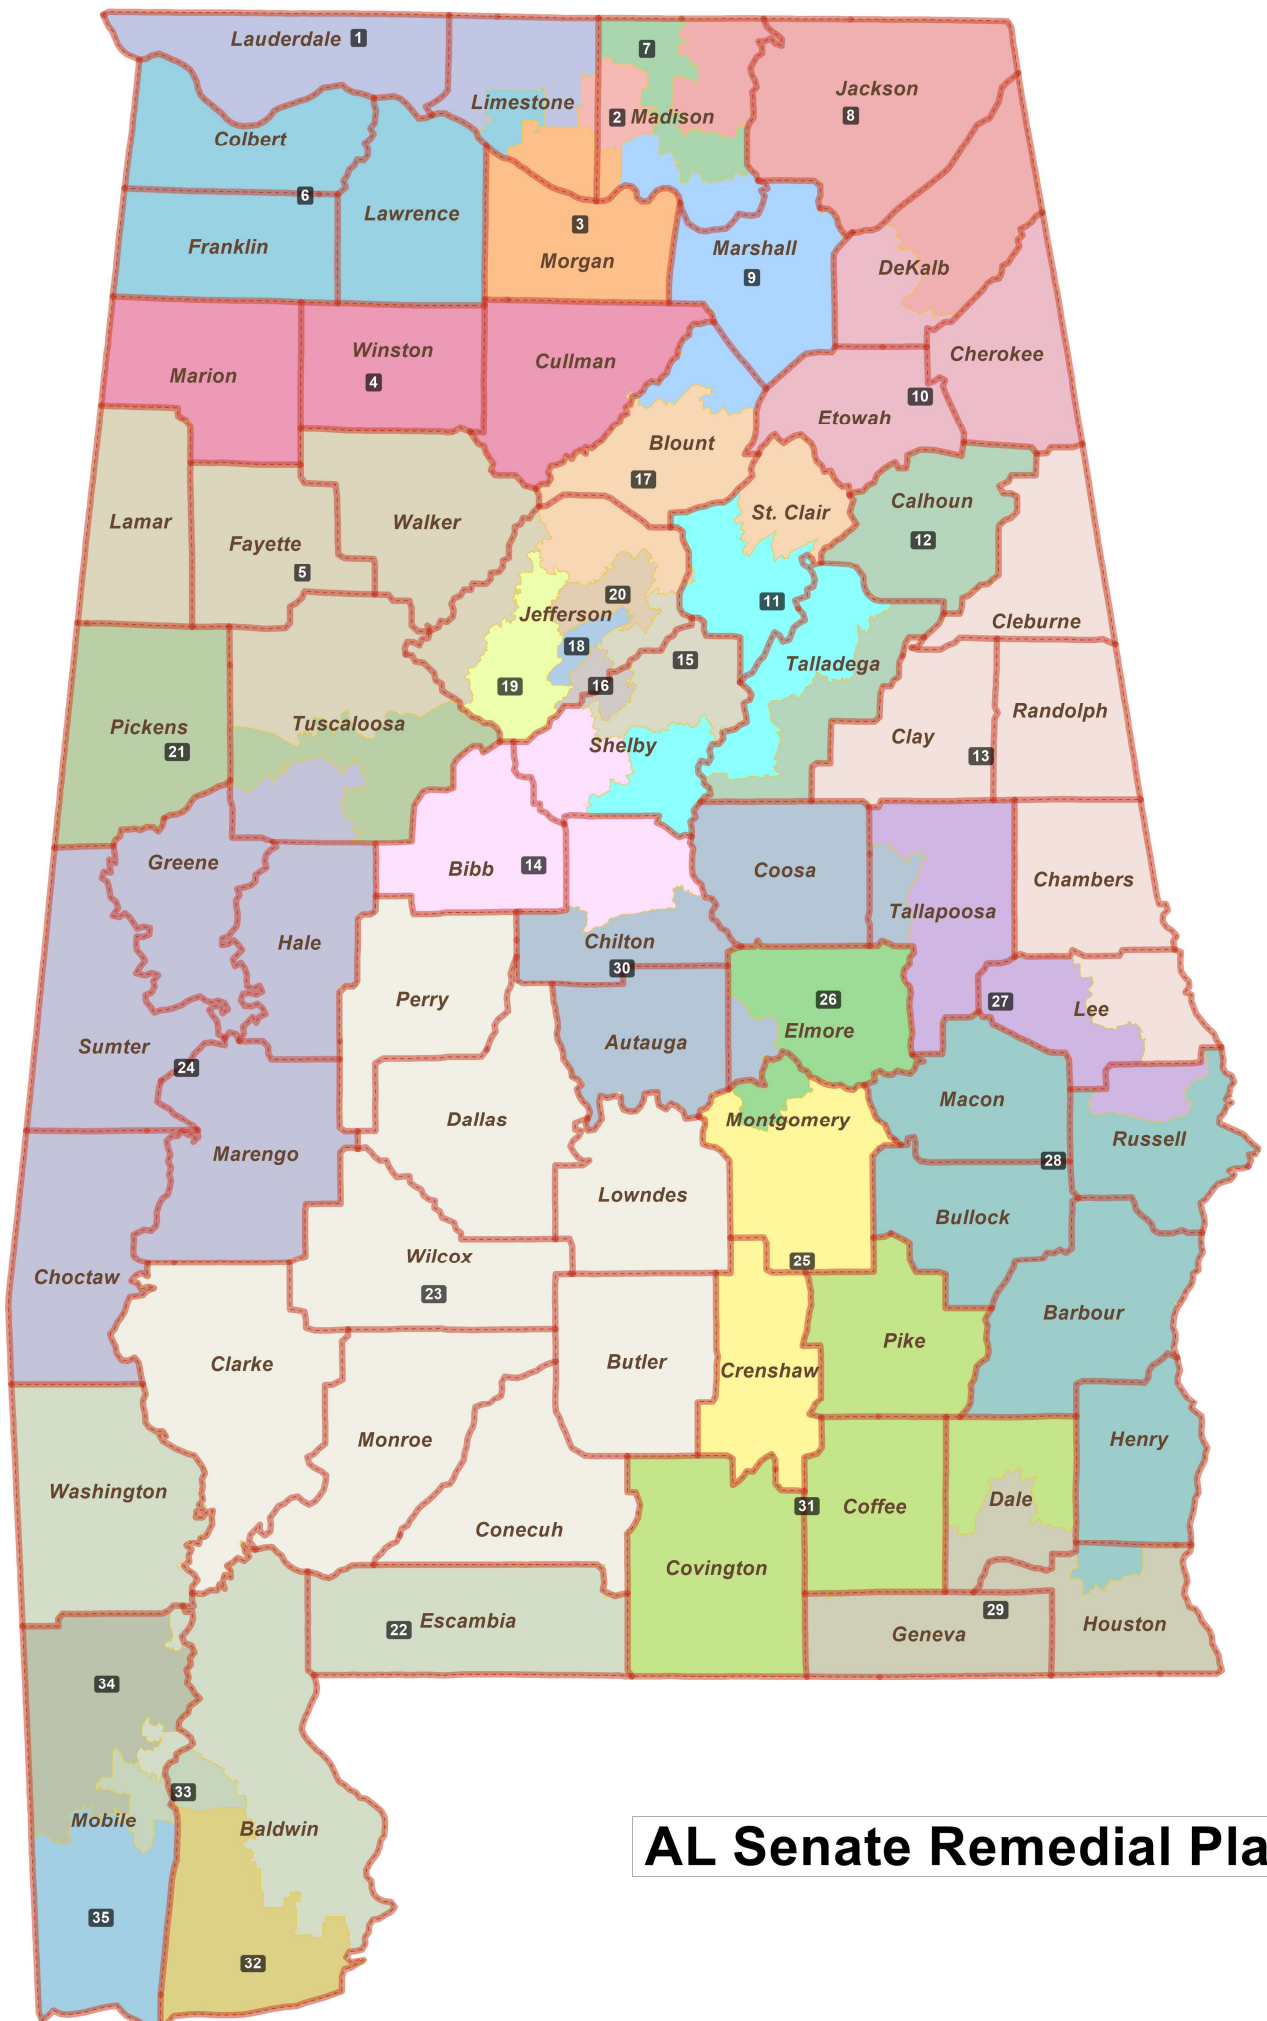 Lauderdale 1
7
Limestone
2 Madison
Jackson
8
Colbert
6
Lawrence
3
Franklin
Morgan
Marshall
9
DeKalb
Winston
4
Cullman
Cherokee
Marion
10
Etowah
Blount
17
Calhoun
12
St. Clair
Lamar
Walker
Fayette
5
20
Jefferson
11
Cleburne
18
15
Talladega
19
16
Randolph
Pickens
21
Tuscaloosa
Shelby
Clay
13
Greene
Bibb 14
Coosa
Chambers
Tallapoosa
Hale
Chilton
30
Perry
26
27
Lee
Elmore
Sumter
24
Autauga
Macon
Dallas
Montgomery
Russell
Marengo
28
Lowndes
Bullock
Wilcox
23
25
Choctaw
Barbour
Clarke
Butler
Crenshaw
Pike
Monroe
Henry
Washington
Conecuh
31
Coffee
Dale
Covington
22 Escambia
29
Geneva
Houston
34
33
Mobile
Baldwin
AL Senate Remedial Pla
35
32